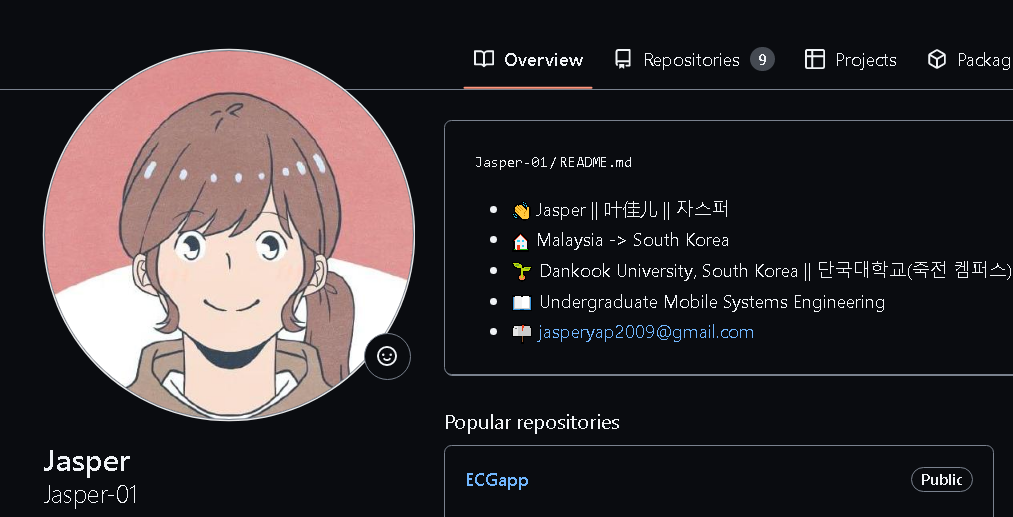 Overview Repositories 9 Projects Packag
Jasper-01/README.md
👋 Jasper || 叶佳儿 || 자스퍼
🏠 Malaysia -> South Korea
🌱 Dankook University, South Korea || 단국대학교(죽전 캠퍼스)
📖 Undergraduate Mobile Systems Engineering
📫 jasperyap2009@gmail.com
Popular repositories
ECGapp Public
Jasper
Jasper-01